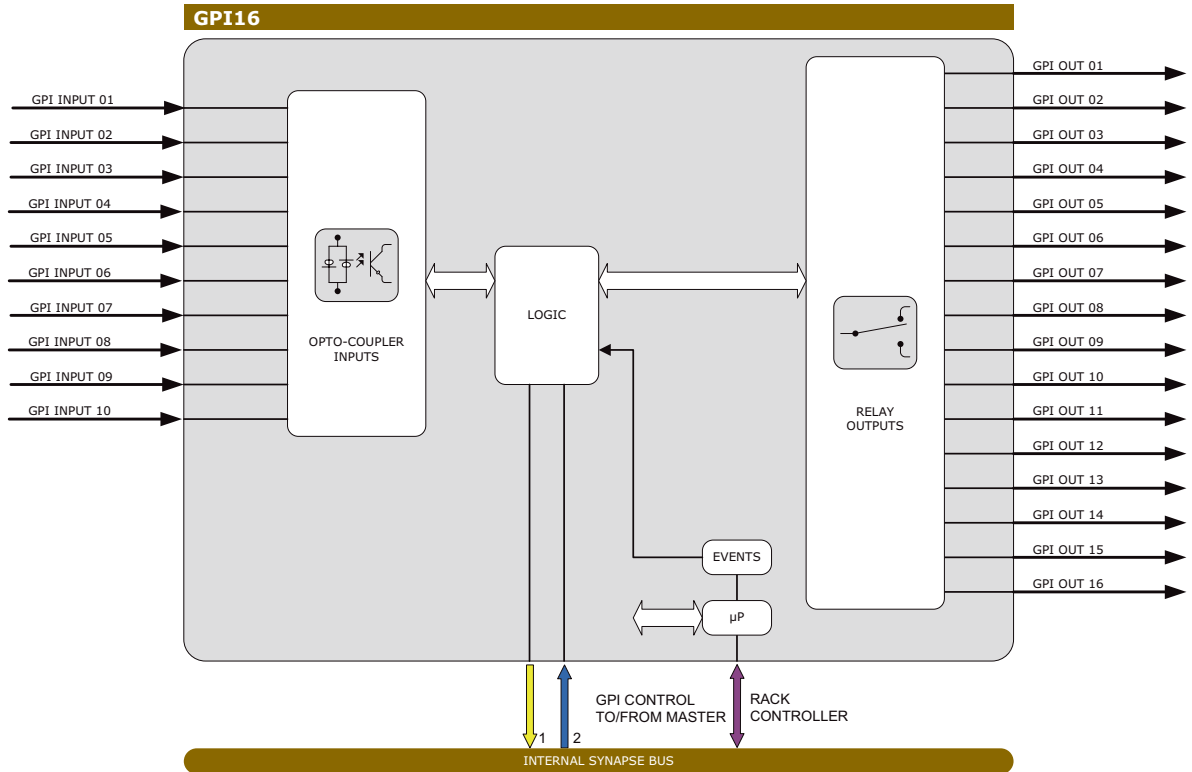 GPI16
GPI INPUT 01
GPI INPUT 02
GPI INPUT 03
GPI INPUT 04
GPI INPUT 05
GPI INPUT 06
GPI INPUT 07
GPI INPUT 08
GPI INPUT 09
GPI INPUT 10
OPTO-COUPLER
INPUTS
LOGIC
RELAY
OUTPUTS
EVENTS
µP
GPI OUT 01
GPI OUT 02
GPI OUT 03
GPI OUT 04
GPI OUT 05
GPI OUT 06
GPI OUT 07
GPI OUT 08
GPI OUT 09
GPI OUT 10
GPI OUT 11
GPI OUT 12
GPI OUT 13
GPI OUT 14
GPI OUT 15
GPI OUT 16
1
2
GPI CONTROL
TO/FROM MASTER
RACK
CONTROLLER
INTERNAL SYNAPSE BUS